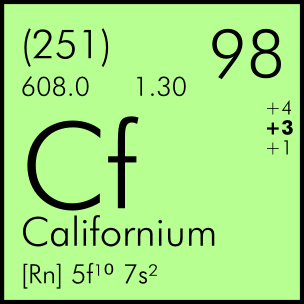 (251) 98
608.0 1.30
+4
+3
+1
Cf
Californium
[Rn] 5f¹⁰ 7s²